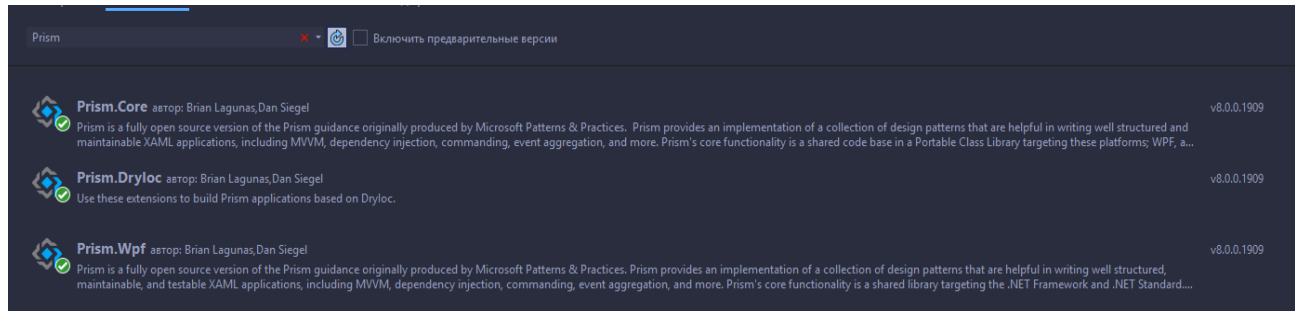 Prism
Включить предварительные версии
Prism.Core автор: Brian Lagunas,Dan Siegel
v8.0.0.1909
Prism is a fully open source version of the Prism guidance originally produced by Microsoft Patterns & Practices. Prism provides an implementation of a collection of design patterns that are helpful in writing well structured and
maintainable XAML applications, including MVVM, dependency injection, commanding, event aggregation, and more. Prism's core functionality is a shared code base in a Portable Class Library targeting these platforms; WPF, a...
Prism.DryIoc автор: Brian Lagunas,Dan Siegel
v8.0.0.1909
Use these extensions to build Prism applications based on DryIoc.
Prism.Wpf автор: Brian Lagunas,Dan Siegel
v8.0.0.1909
Prism is a fully open source version of the Prism guidance originally produced by Microsoft Patterns & Practices. Prism provides an implementation of a collection of design patterns that are helpful in writing well structured,
maintainable, and testable XAML applications, including MVVM, dependency injection, commanding, event aggregation, and more. Prism's core functionality is a shared library targeting the .NET Framework and .NET Standard....